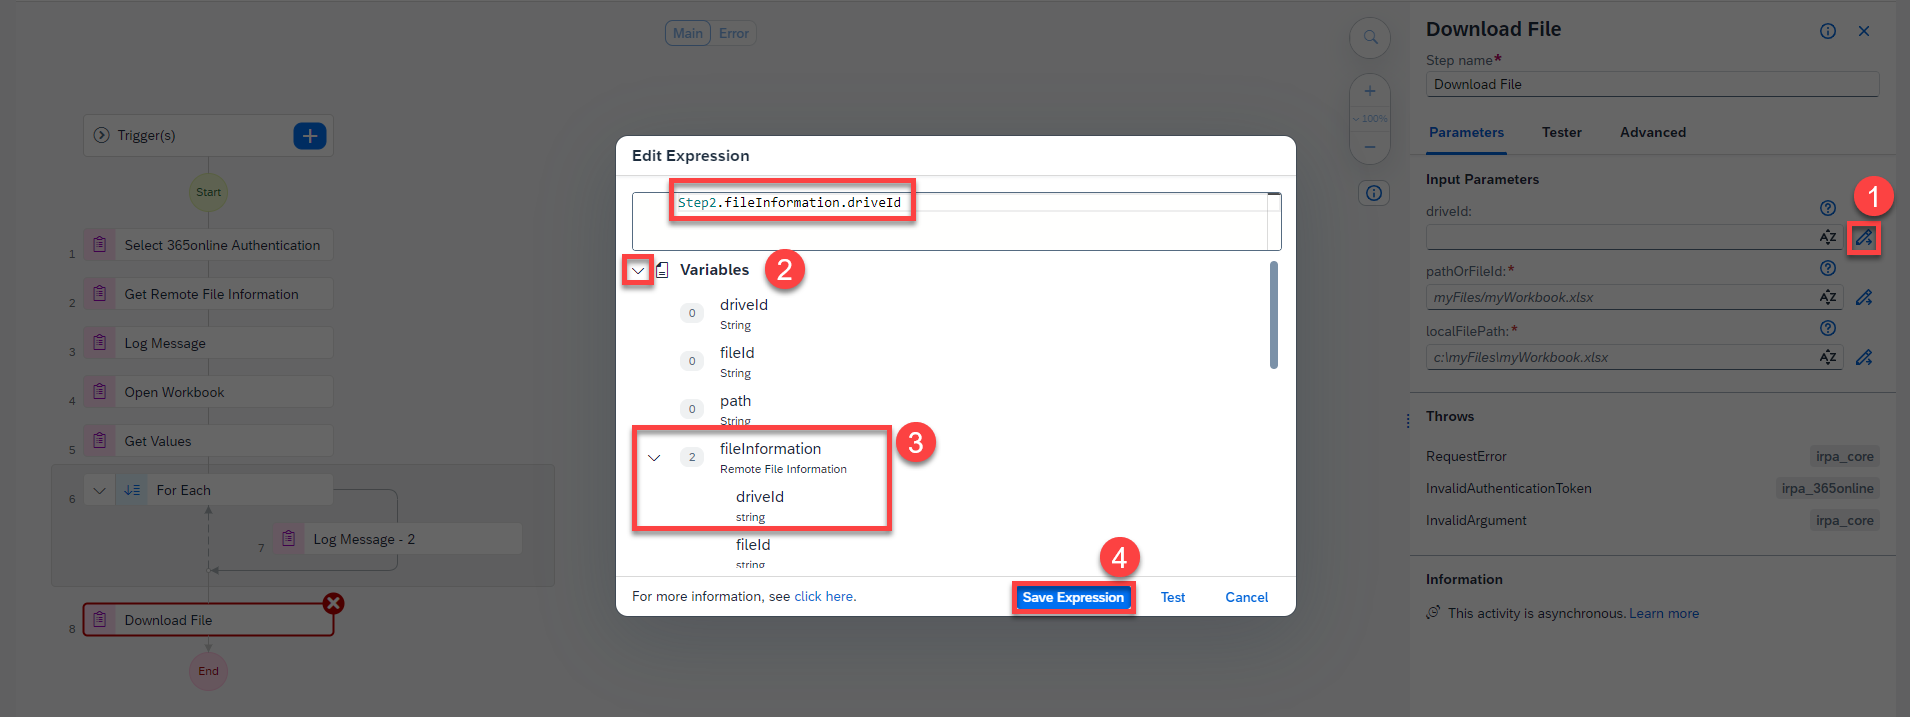 Main Error
Trigger(s)
Start
1 Select 365online Authentication
2 Get Remote File Information
3 Log Message
4 Open Workbook
5 Get Values
6 For Each
7 Log Message - 2
8 Download File
End
100%
Edit Expression
Step2.fileInformation.driveId
Variables 2
0 driveId
String
0 fileId
String
0 path
String
3
2 fileInformation
Remote File Information
driveId
string
fileId
string
4
For more information, see click here.
Save Expression Test Cancel
Download File
Step name*
Download File
Parameters Tester Advanced
Input Parameters
1
driveId:
AZ
pathOrFileId:*
myFiles/myWorkbook.xlsx AZ
localFilePath:*
c:\myFiles\myWorkbook.xlsx AZ
Throws
RequestError irpa_core
InvalidAuthenticationToken irpa_365online
InvalidArgument irpa_core
Information
This activity is asynchronous. Learn more